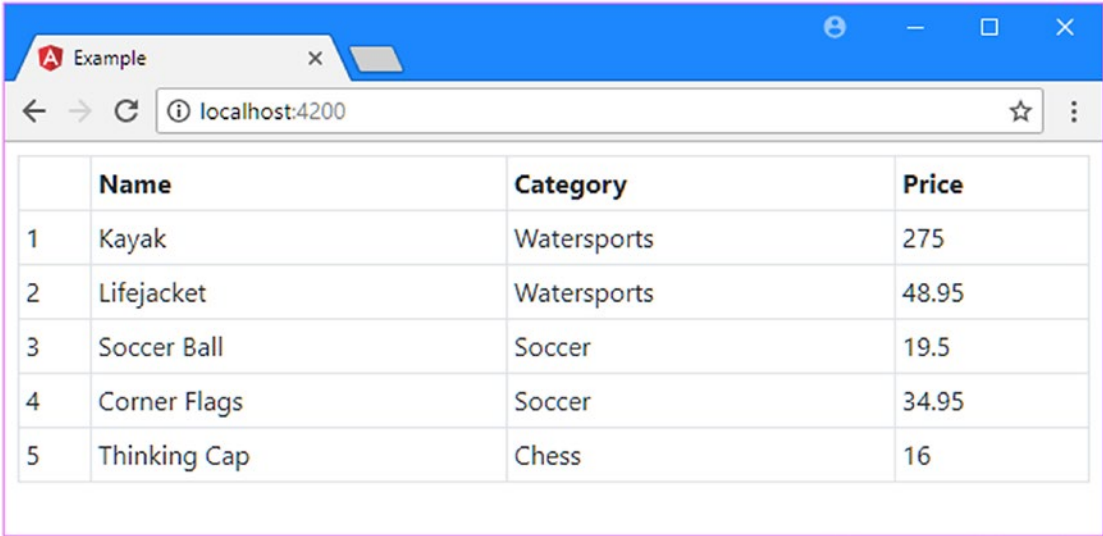 Example
localhost:4200
Name Category Price
1 Kayak Watersports 275
2 Lifejacket Watersports 48.95
3 Soccer Ball Soccer 19.5
4 Corner Flags Soccer 34.95
5 Thinking Cap Chess 16